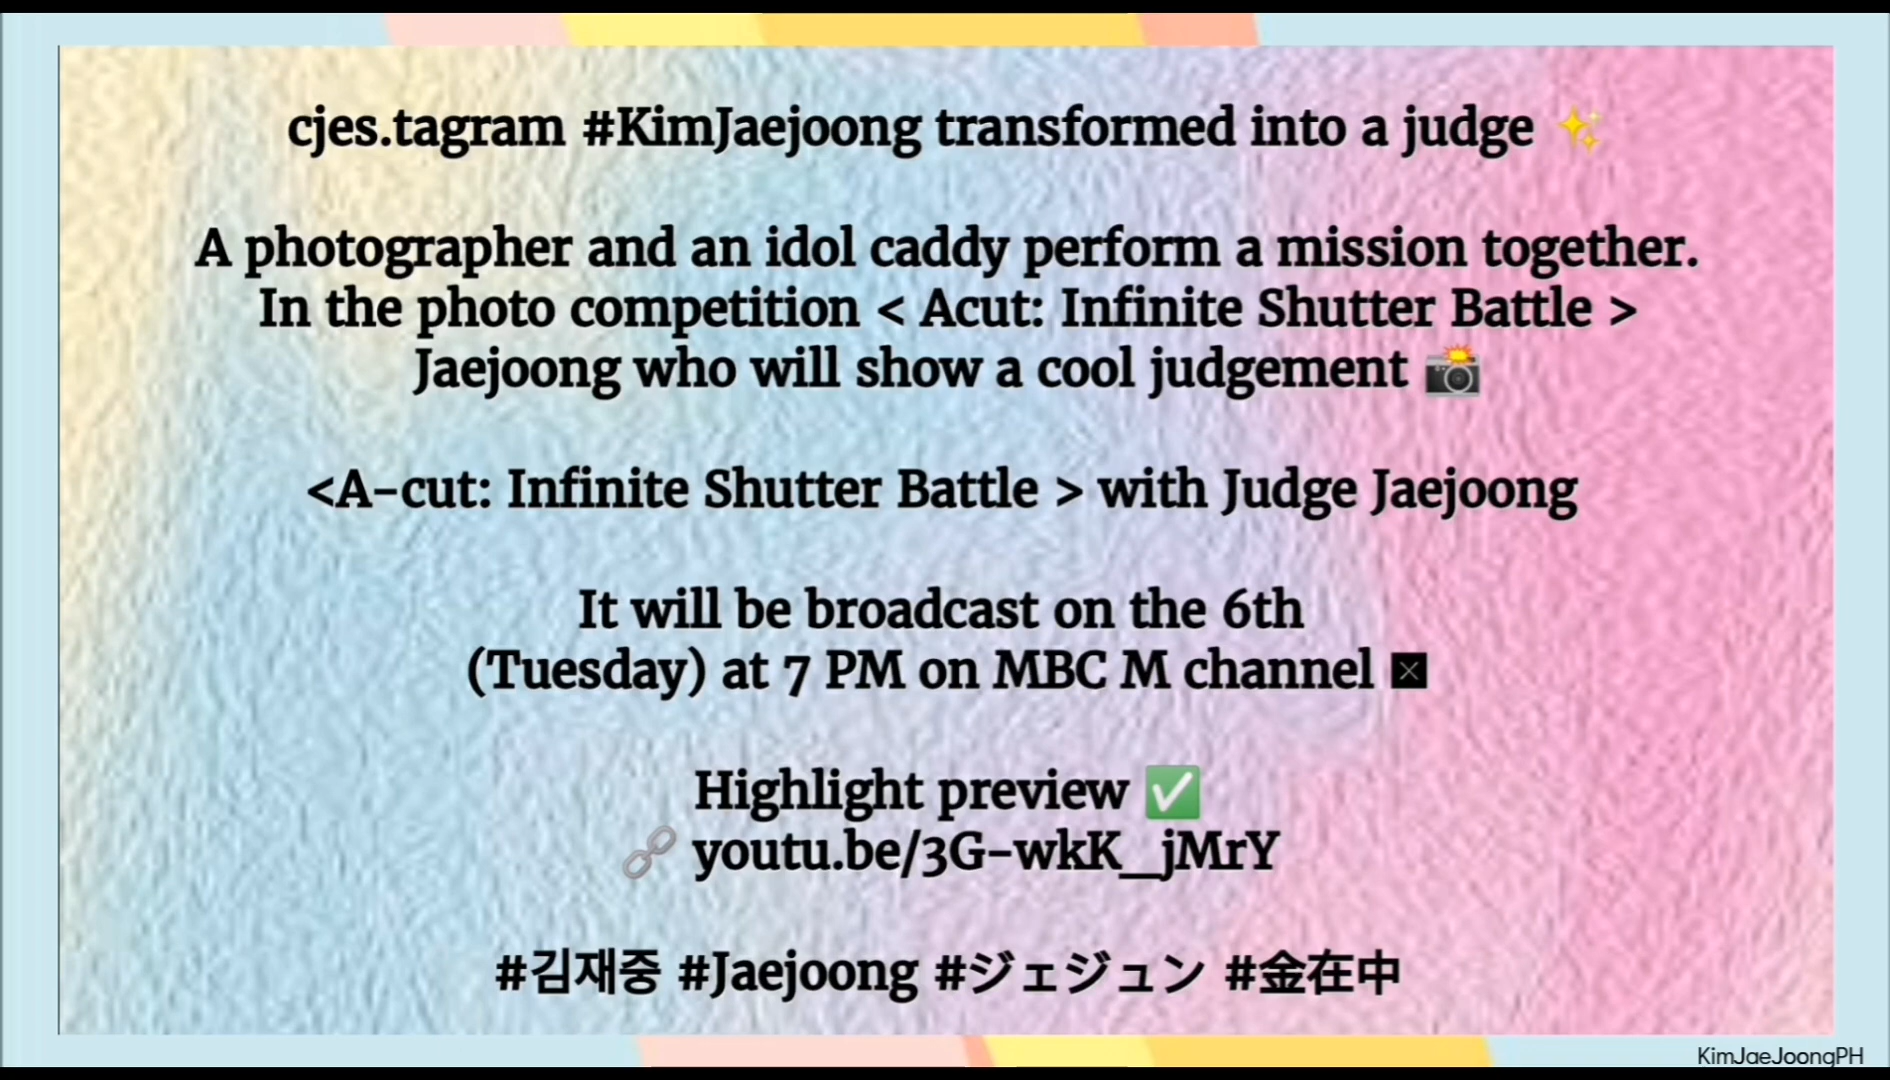 cjes.tagram #KimJaejoong transformed into a judge ✨
A photographer and an idol caddy perform a mission together.
In the photo competition < Acut: Infinite Shutter Battle >
Jaejoong who will show a cool judgement 📸
<A-cut: Infinite Shutter Battle > with Judge Jaejoong
It will be broadcast on the 6th
(Tuesday) at 7 PM on MBC M channel
Highlight preview ✅
🔗 youtu.be/3G-wkK_jMrY
#김재중 #Jaejoong #ジェジュン #金在中
KimJaeJoongPH